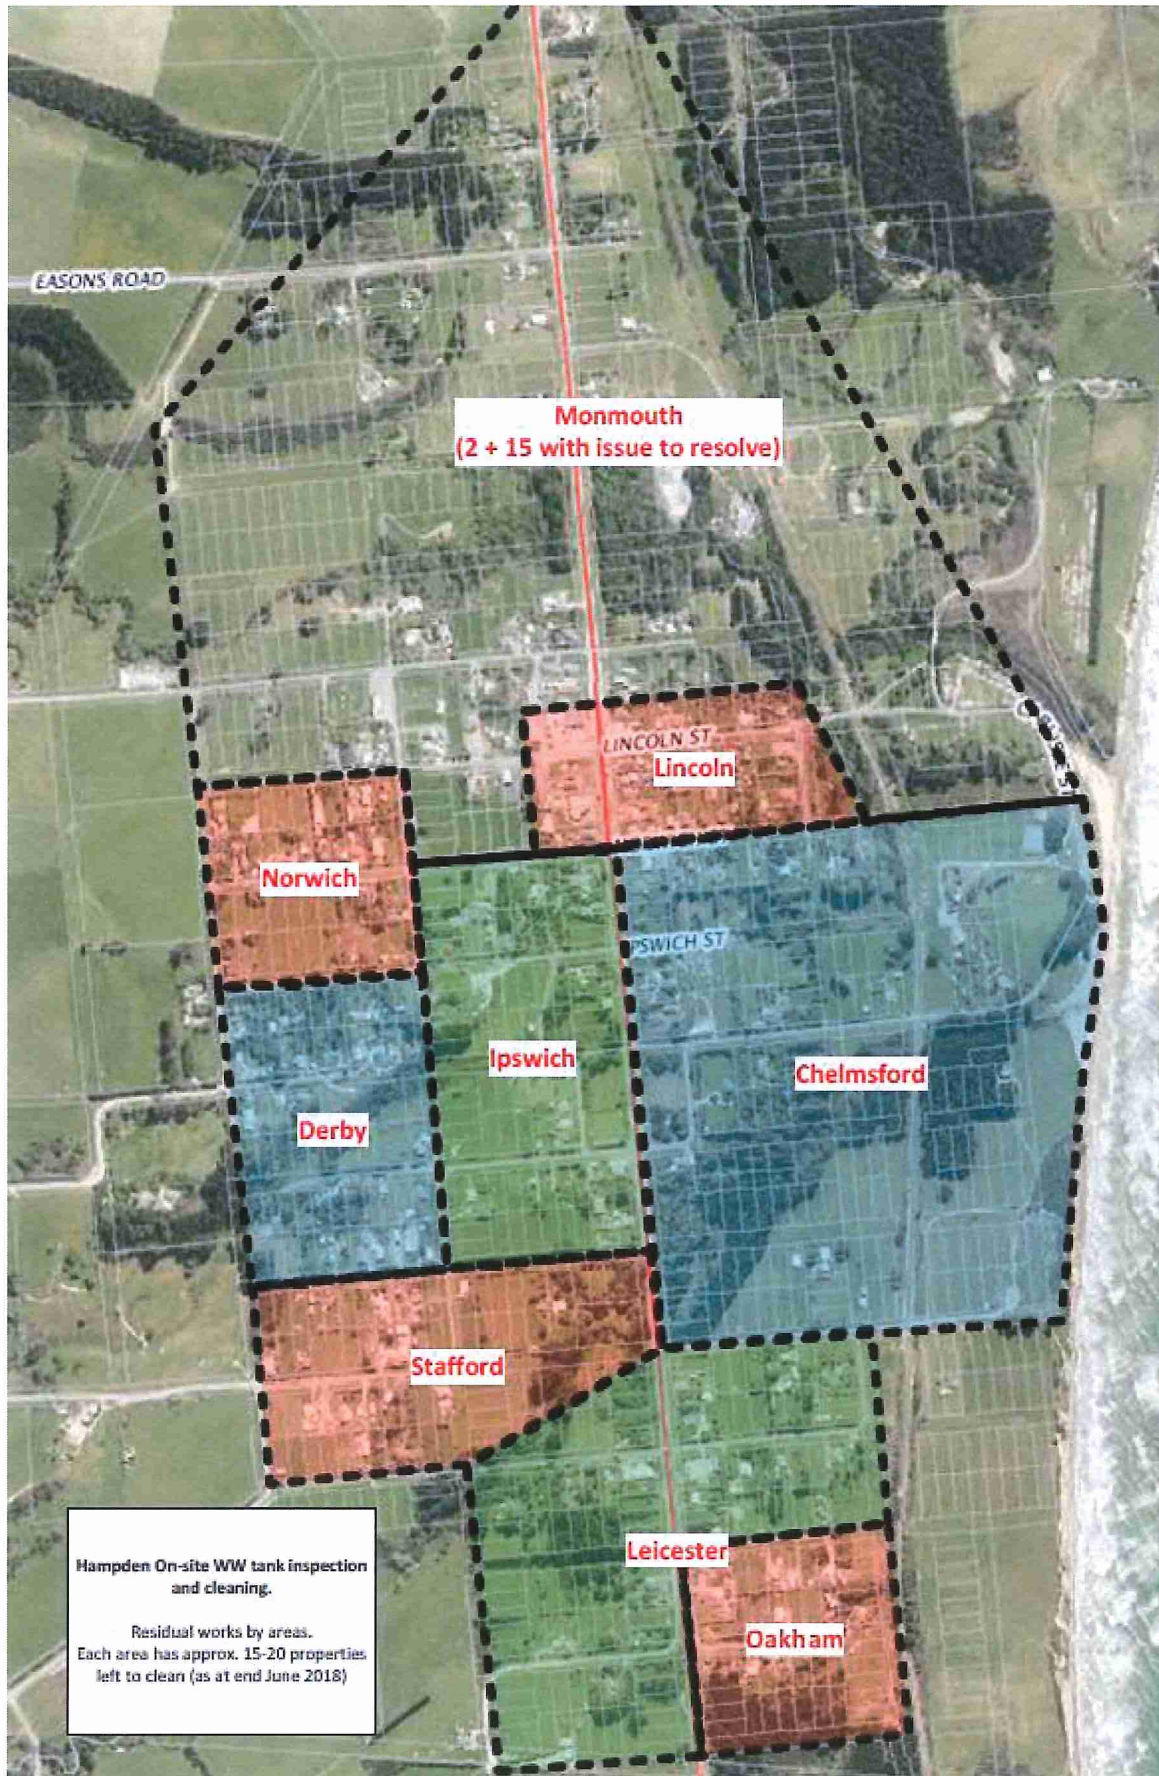 EASONS ROAD
Monmouth
(2 + 15 with issue to resolve)
LINCOLN ST
Lincoln
Norwich
PSWICH ST
Ipswich
Chelmsford
Derby
Stafford
Leicester
Oakham
Hampden On-site WW tank inspection
and cleaning.
Residual works by areas.
Each area has approx. 15-20 properties
left to clean (as at end June 2018)